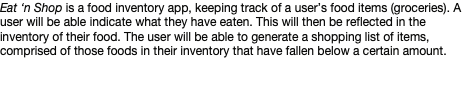 Eat ‘n Shop is a food inventory app, keeping track of a user’s food items (groceries). A
user will be able indicate what they have eaten. This will then be reflected in the
inventory of their food. The user will be able to generate a shopping list of items,
comprised of those foods in their inventory that have fallen below a certain amount.